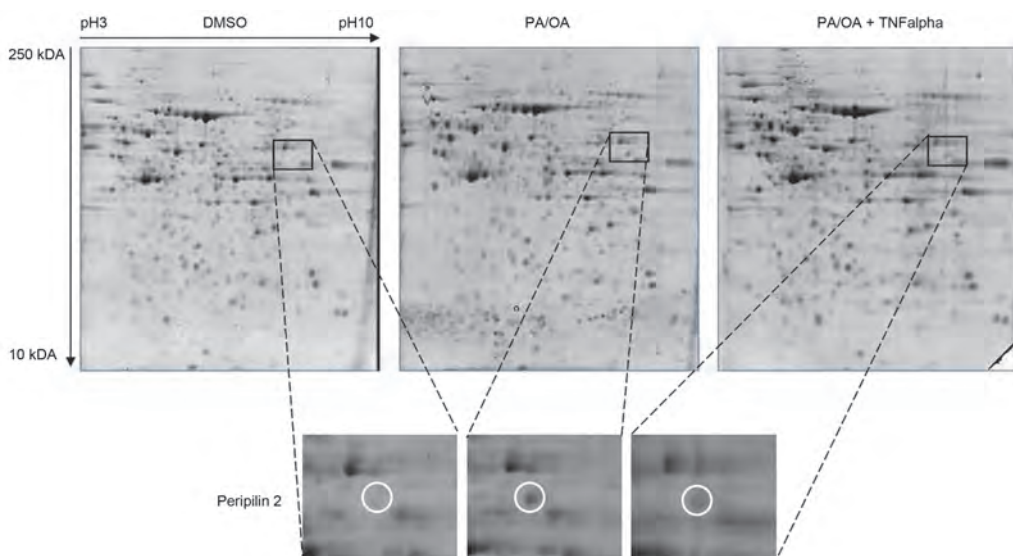 pH3 DMSO pH10 PA/OA PA/OA + TNFalpha
250 kDA
10 kDA
Peripilin 2